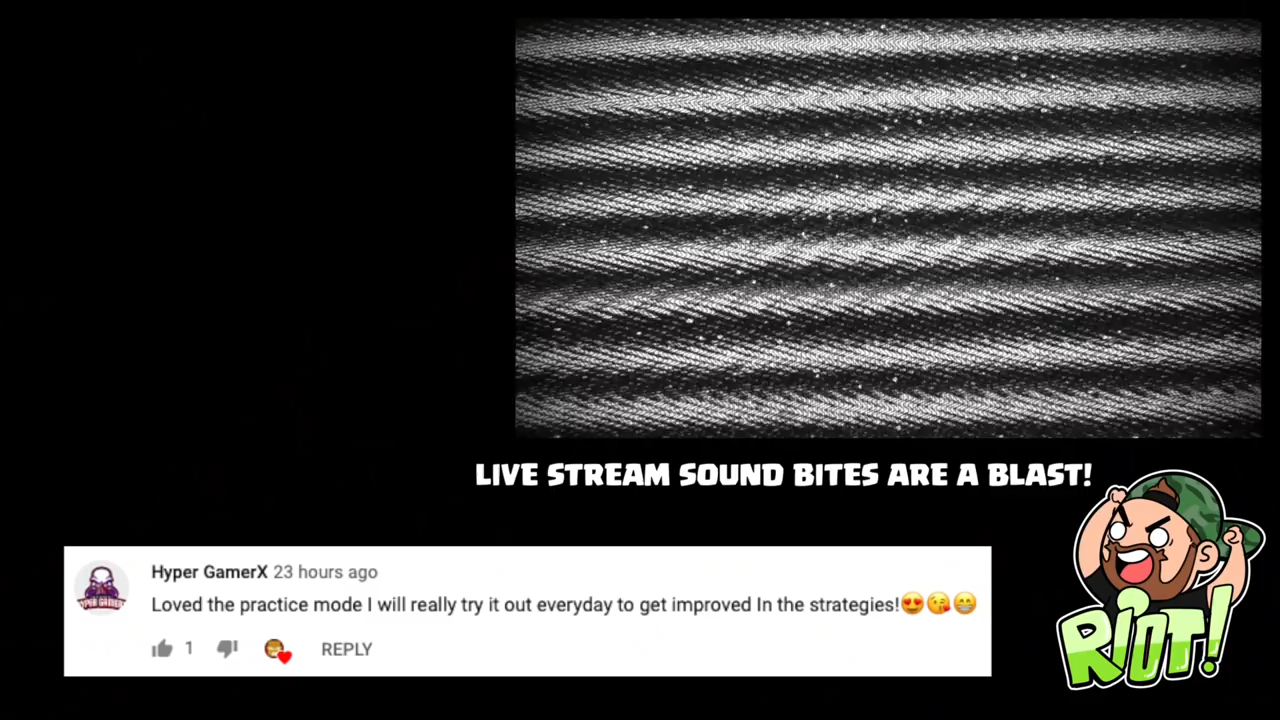 LIVE STREAM SOUND BITES ARE A BLAST!
Hyper GamerX 23 hours ago
Loved the practice mode I will really try it out everyday to get improved In the strategies!😍😘😁
1 REPLY
RIOT!